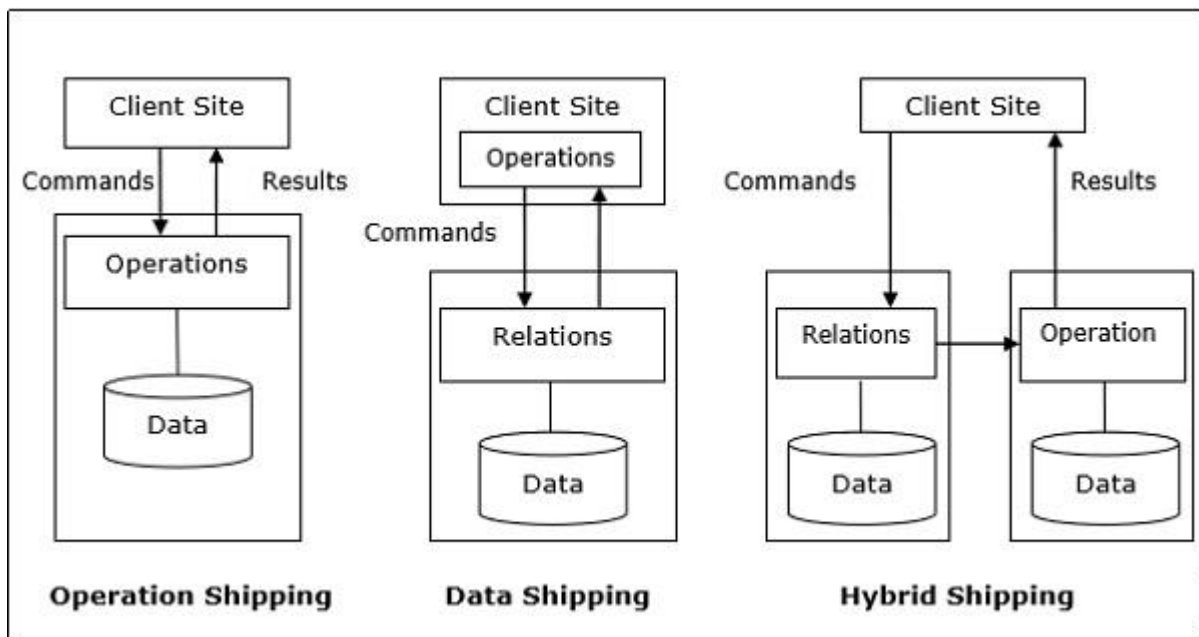 Client Site
Commands
Results
Operations
Data
Operation Shipping
Client Site
Operations
Commands
Relations
Data
Data Shipping
Client Site
Commands
Results
Relations
Operation
Data
Data
Hybrid Shipping